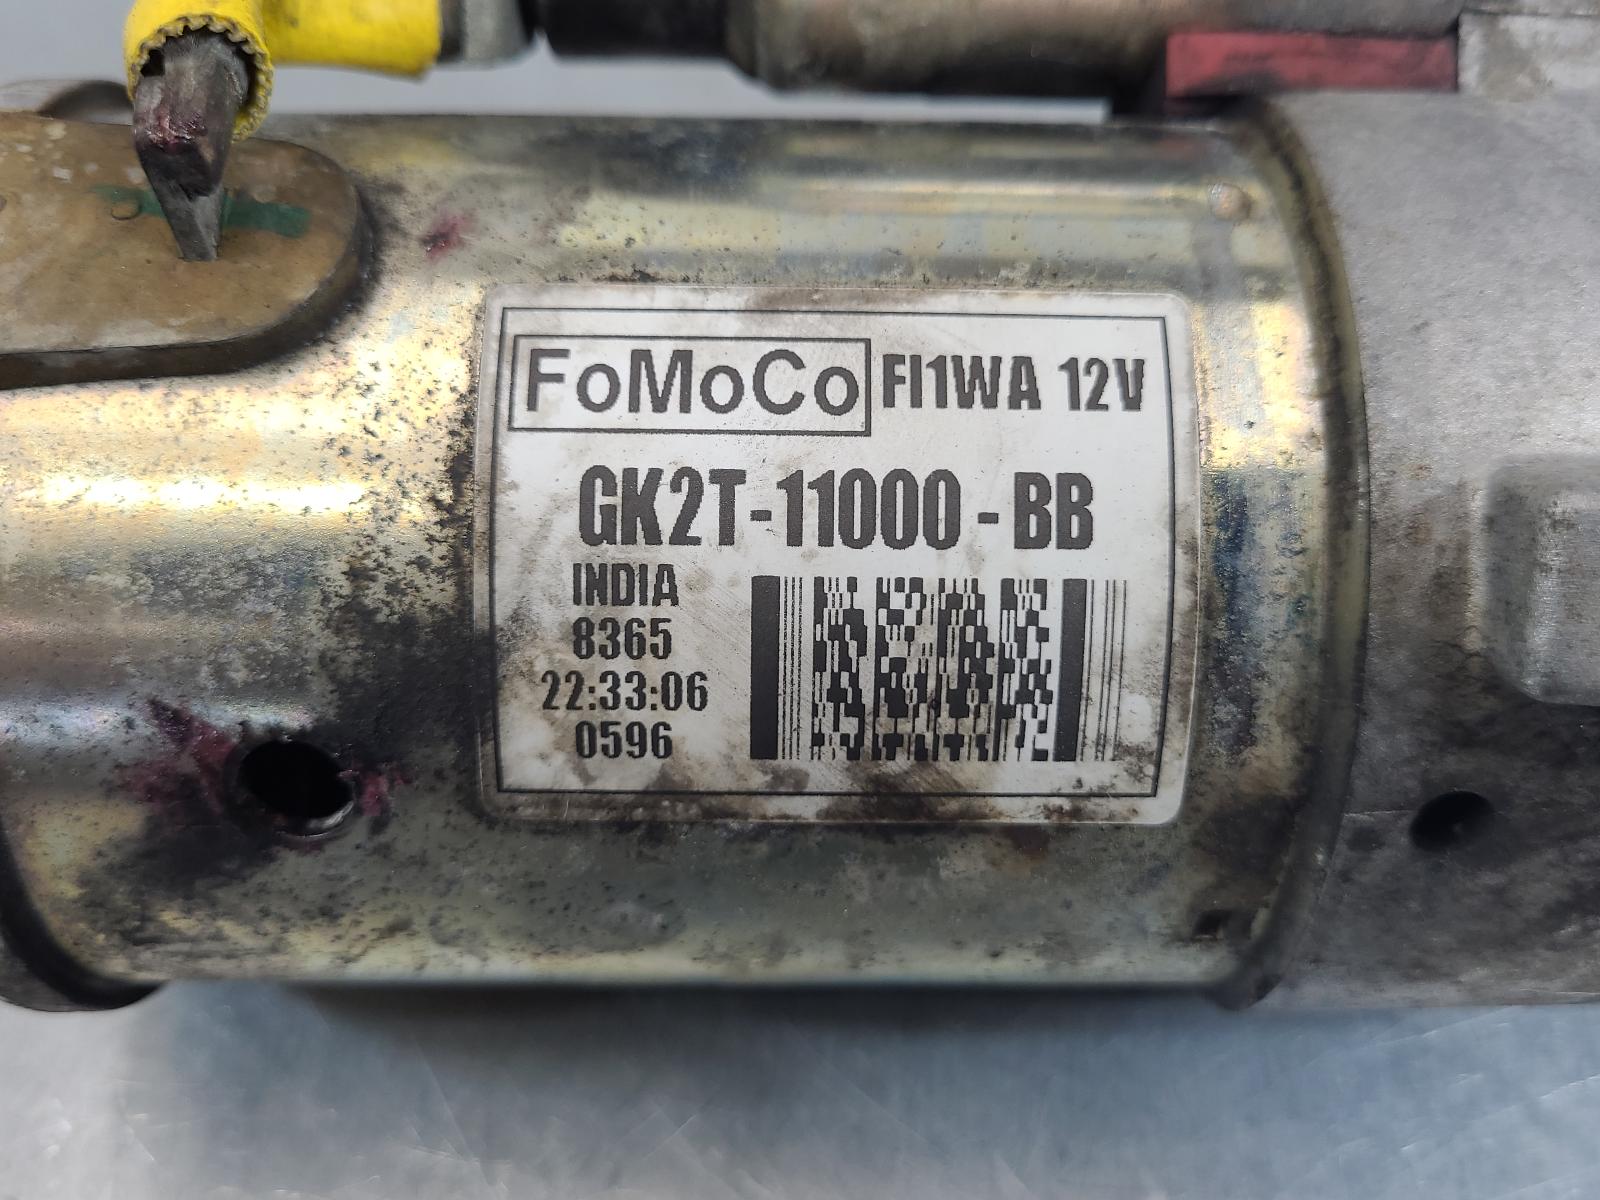 FoMoCo FI1WA 12V
GK2T-11000-BB
INDIA
8365
22:33:06
0596